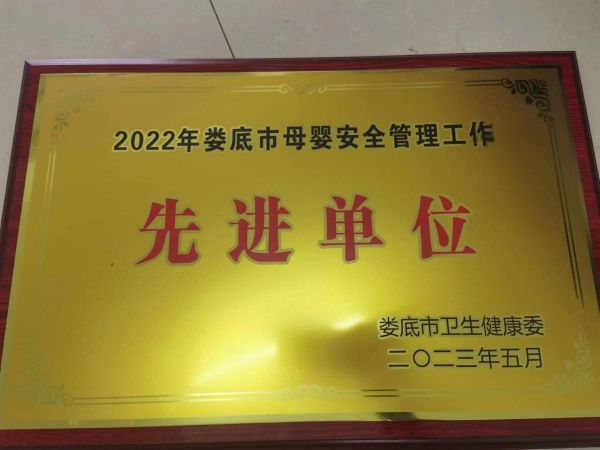 2022年娄底市母婴安全管理工作
先进单位
娄底市卫生健康委
二〇二三年五月